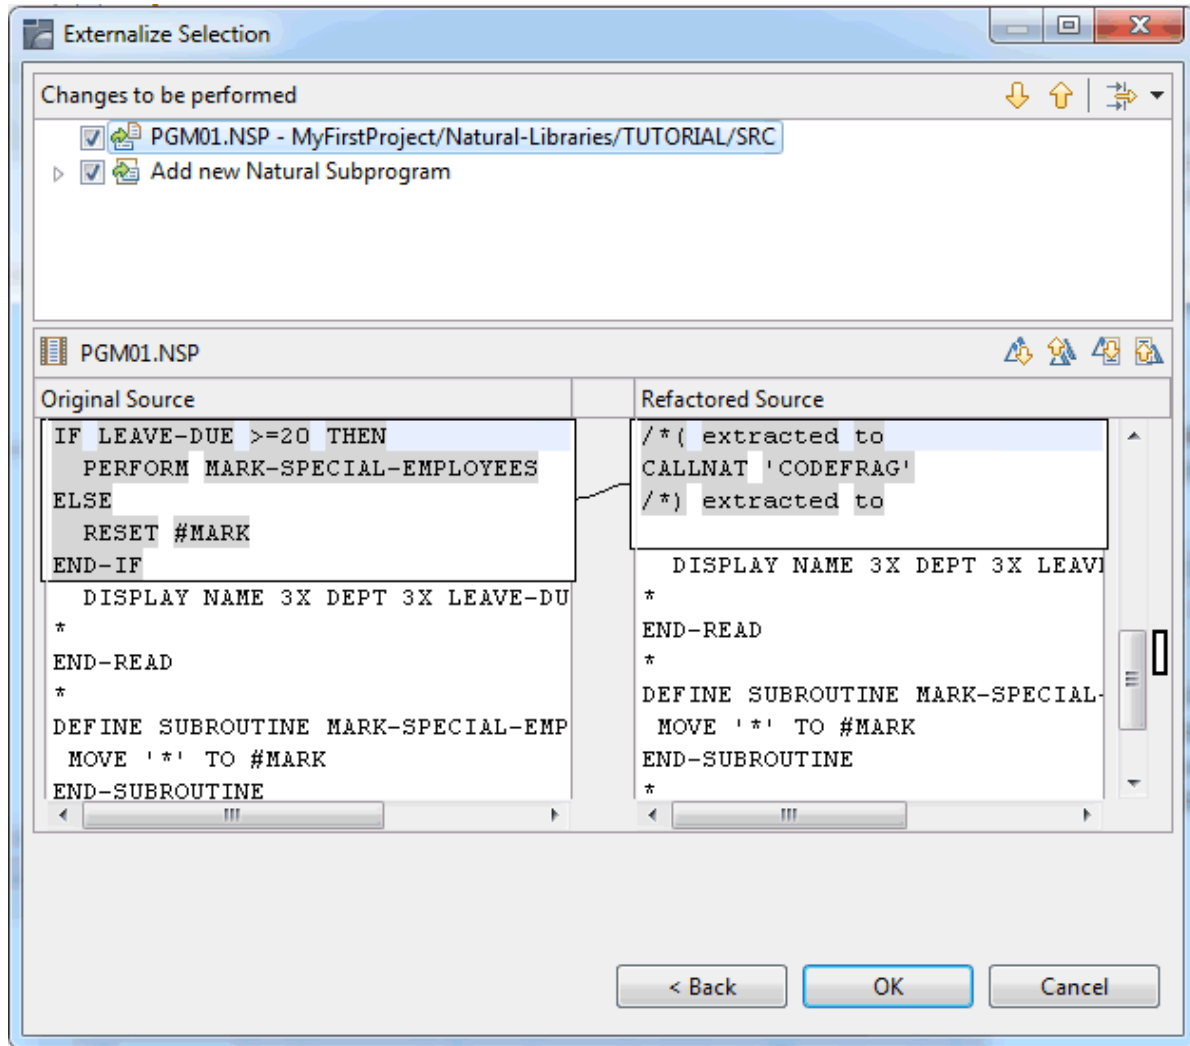 Externalize Selection
Changes to be performed
PGM01.NSP - MyFirstProject/Natural-Libraries/TUTORIAL/SRC
Add new Natural Subprogram
PGM01.NSP
Original Source
IF LEAVE-DUE >=20 THEN
PERFORM MARK-SPECIAL-EMPLOYEES
ELSE
RESET #MARK
END-IF
DISPLAY NAME 3X DEPT 3X LEAVE-DU
*
END-READ
*
DEFINE SUBROUTINE MARK-SPECIAL-EMP
MOVE '*' TO #MARK
END-SUBROUTINE
Refactored Source
/*( extracted to
CALLNAT 'CODEFRAG'
/*) extracted to
DISPLAY NAME 3X DEPT 3X LEAV
*
END-READ
*
DEFINE SUBROUTINE MARK-SPECIAL-
MOVE '*' TO #MARK
END-SUBROUTINE
*
< Back
OK
Cancel